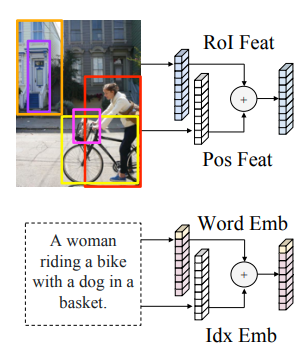 RoI Feat
+
Pos Feat
Word Emb
A woman
riding a bike
with a dog in a
basket.
+
Idx Emb